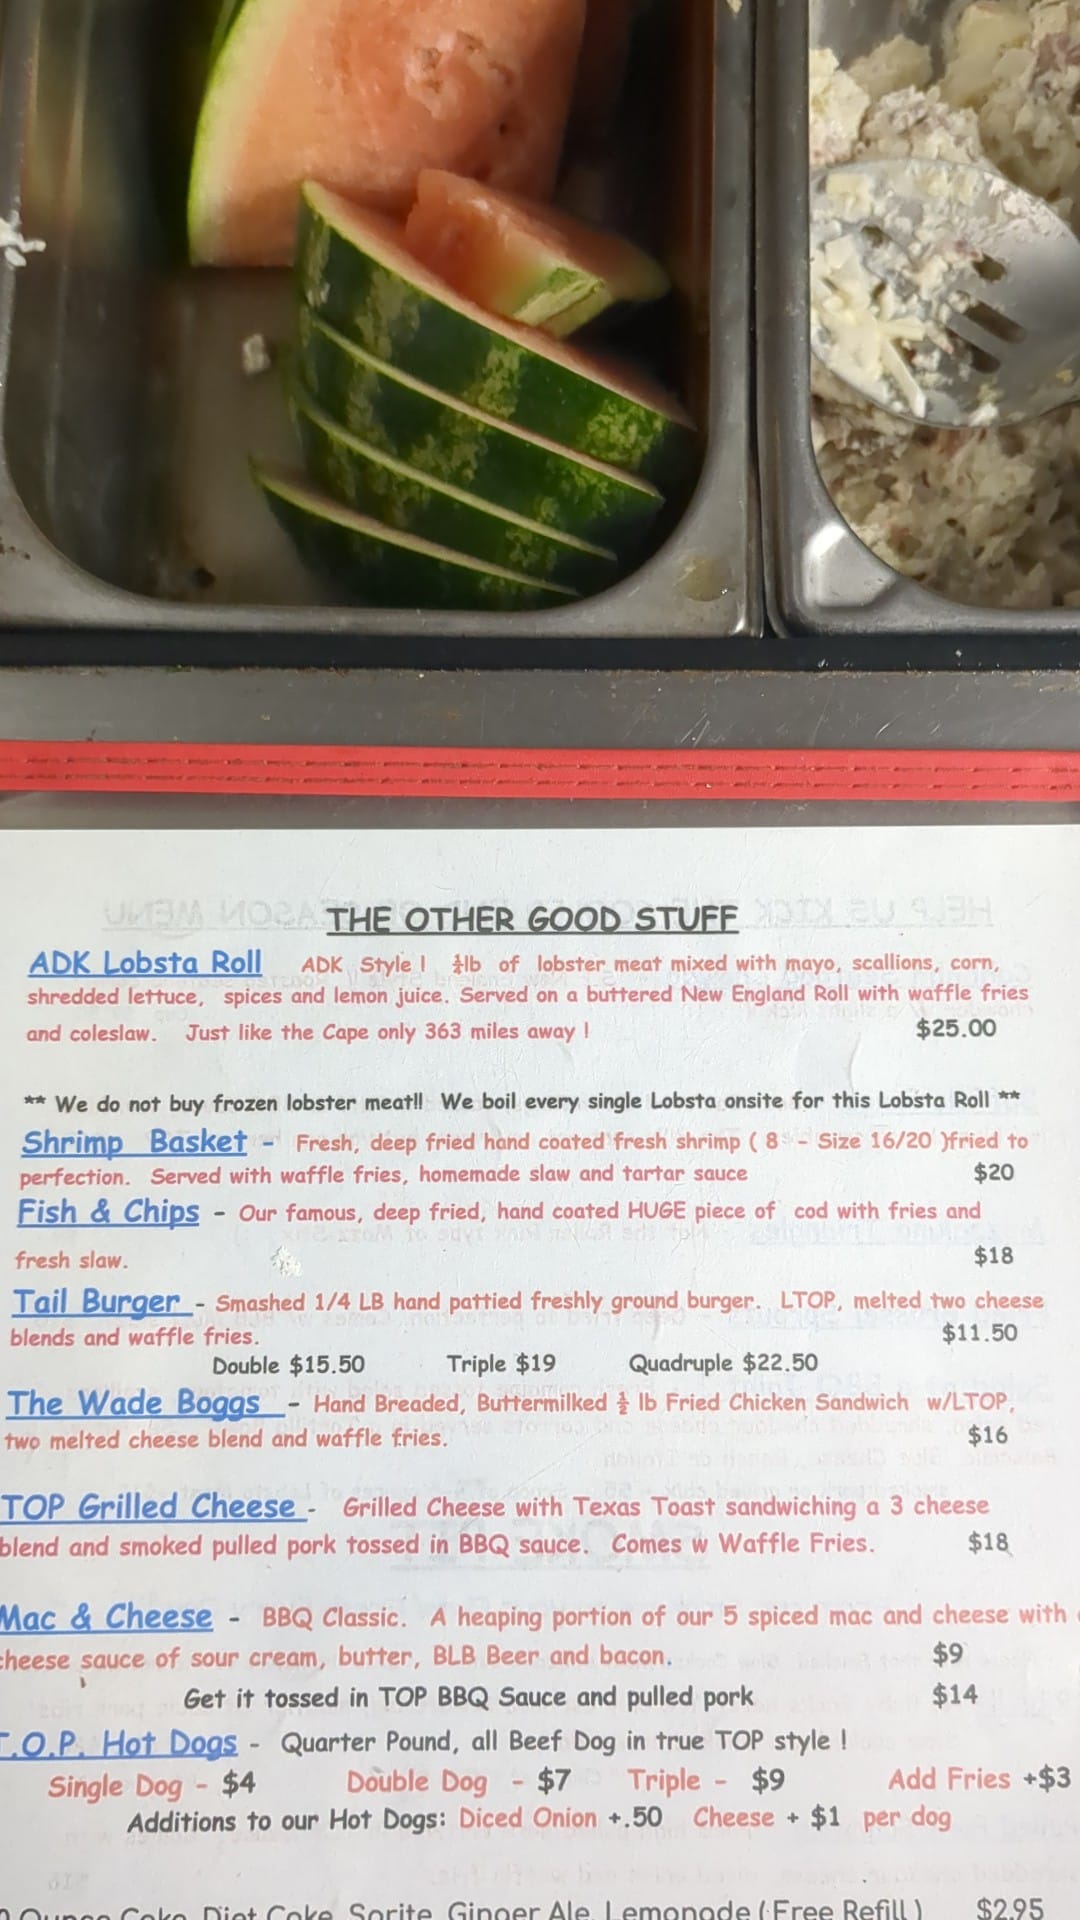 THE OTHER GOOD STUFF
ADK Lobsta Roll ADK Style ! ½lb of lobster meat mixed with mayo, scallions, corn,
shredded lettuce, spices and lemon juice. Served on a buttered New England Roll with waffle fries
and coleslaw. Just like the Cape only 363 miles away ! $25.00
** We do not buy frozen lobster meat!! We boil every single Lobsta onsite for this Lobsta Roll **
Shrimp Basket - Fresh, deep fried hand coated fresh shrimp ( 8 - Size 16/20 )fried to
perfection. Served with waffle fries, homemade slaw and tartar sauce $20
Fish & Chips - Our famous, deep fried, hand coated HUGE piece of cod with fries and
fresh slaw. $18
Tail Burger - Smashed 1/4 LB hand pattied freshly ground burger. LTOP, melted two cheese
blends and waffle fries. $11.50
Double $15.50 Triple $19 Quadruple $22.50
The Wade Boggs - Hand Breaded, Buttermilked ½ lb Fried Chicken Sandwich w/LTOP,
two melted cheese blend and waffle fries. $16
TOP Grilled Cheese - Grilled Cheese with Texas Toast sandwiching a 3 cheese
blend and smoked pulled pork tossed in BBQ sauce. Comes w Waffle Fries. $18
Mac & Cheese - BBQ Classic. A heaping portion of our 5 spiced mac and cheese with
cheese sauce of sour cream, butter, BLB Beer and bacon. $9
Get it tossed in TOP BBQ Sauce and pulled pork $14
T.O.P. Hot Dogs - Quarter Pound, all Beef Dog in true TOP style !
Single Dog - $4 Double Dog - $7 Triple - $9 Add Fries +$3
Additions to our Hot Dogs: Diced Onion +.50 Cheese + $1 per dog
Ounce Coke, Diet Coke, Sprite, Ginger Ale, Lemonade ( Free Refill ) $2.95